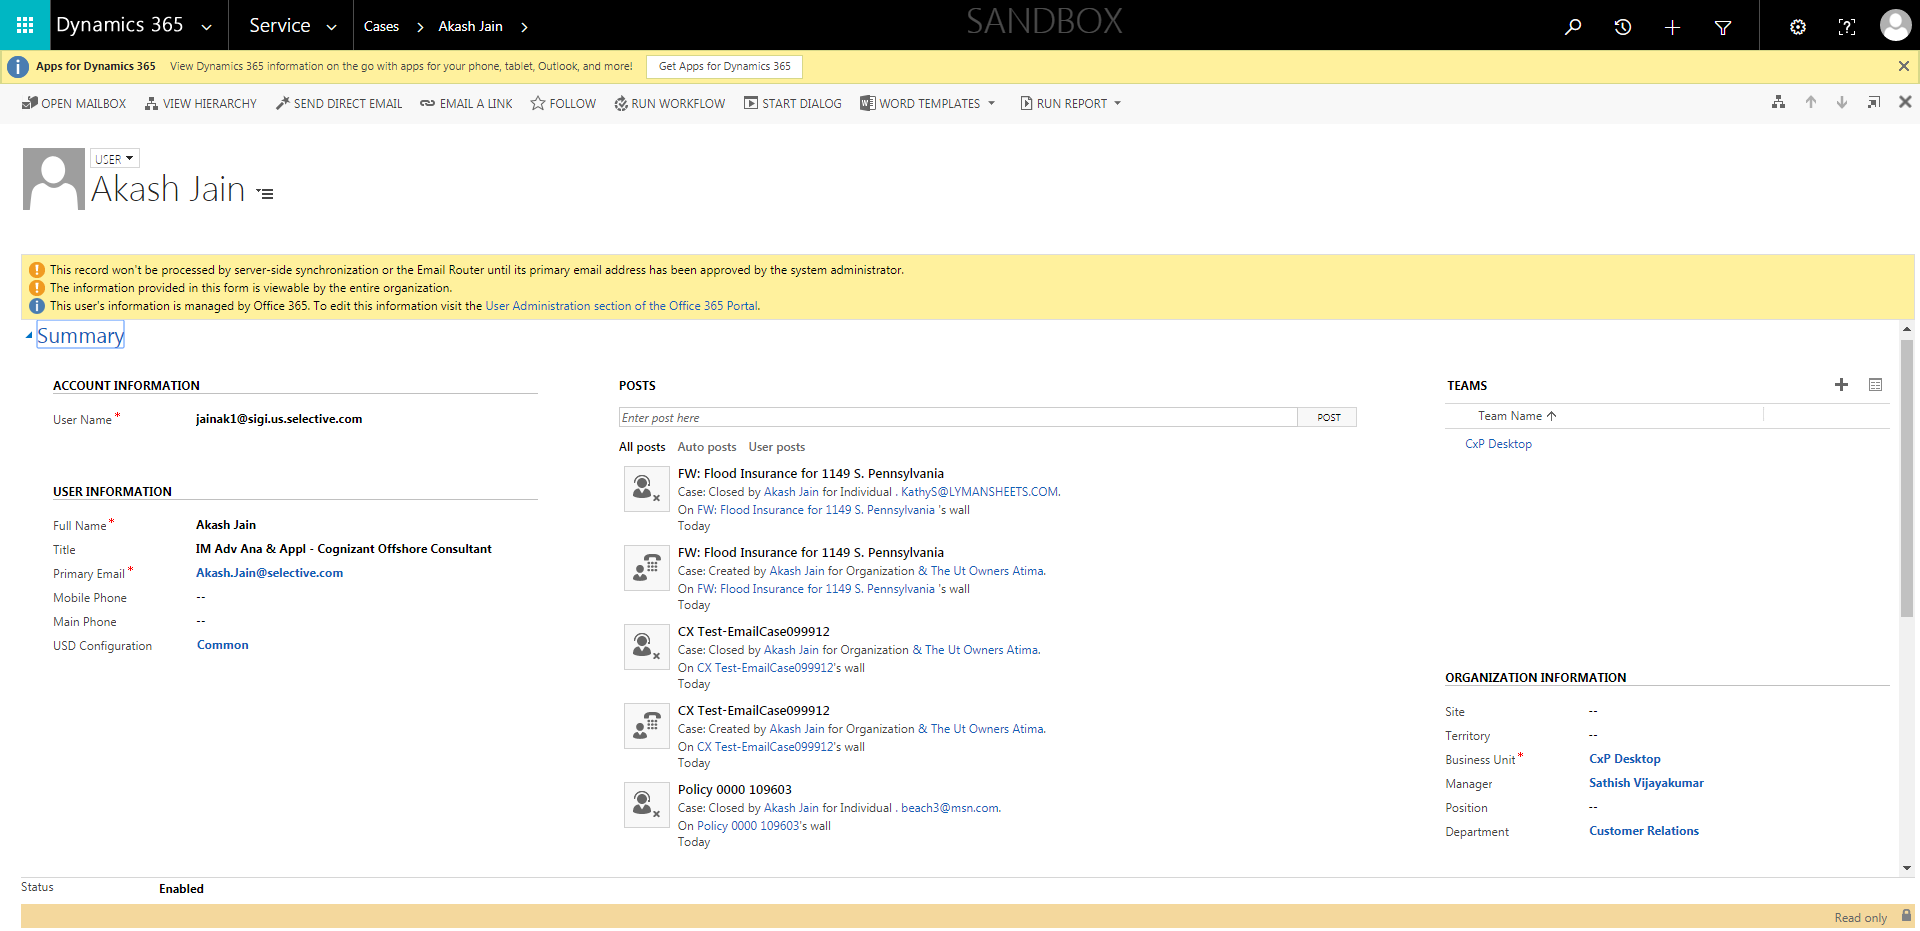 Dynamics 365
Service
Cases
Akash Jain
SANDBOX
Apps for Dynamics 365 View Dynamics 365 information on the go with apps for your phone, tablet, Outlook, and more! Get Apps for Dynamics 365
OPEN MAILBOX VIEW HIERARCHY SEND DIRECT EMAIL EMAIL A LINK FOLLOW RUN WORKFLOW START DIALOG WORD TEMPLATES RUN REPORT
USER
Akash Jain
This record won't be processed by server-side synchronization or the Email Router until its primary email address has been approved by the system administrator.
The information provided in this form is viewable by the entire organization.
This user's information is managed by Office 365. To edit this information visit the User Administration section of the Office 365 Portal.
Summary
ACCOUNT INFORMATION
User Name* jainak1@sigi.us.selective.com
USER INFORMATION
Full Name* Akash Jain
Title IM Adv Ana & Appl - Cognizant Offshore Consultant
Primary Email* Akash.Jain@selective.com
Mobile Phone --
Main Phone --
USD Configuration Common
POSTS
Enter post here POST
All posts Auto posts User posts
FW: Flood Insurance for 1149 S. Pennsylvania
Case: Closed by Akash Jain for Individual . KathyS@LYMANSHEETS.COM.
On FW: Flood Insurance for 1149 S. Pennsylvania 's wall
Today
FW: Flood Insurance for 1149 S. Pennsylvania
Case: Created by Akash Jain for Organization & The Ut Owners Atima.
On FW: Flood Insurance for 1149 S. Pennsylvania 's wall
Today
CX Test-EmailCase099912
Case: Closed by Akash Jain for Organization & The Ut Owners Atima.
On CX Test-EmailCase099912's wall
Today
CX Test-EmailCase099912
Case: Created by Akash Jain for Organization & The Ut Owners Atima.
On CX Test-EmailCase099912's wall
Today
Policy 0000 109603
Case: Closed by Akash Jain for Individual . beach3@msn.com.
On Policy 0000 109603's wall
Today
TEAMS
Team Name
CxP Desktop
ORGANIZATION INFORMATION
Site --
Territory --
Business Unit* CxP Desktop
Manager Sathish Vijayakumar
Position --
Department Customer Relations
Status Enabled
Read only